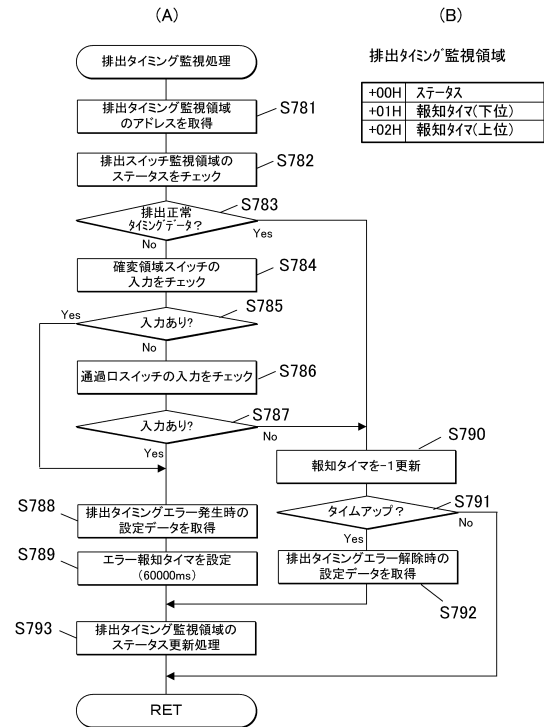 (A)
(B)
排出タイミング監視処理
排出タイミング監視領域
+00H ステータス
+01H 報知タイマ(下位)
+02H 報知タイマ(上位)
排出タイミング監視領域
のアドレスを取得
S781
排出スイッチ監視領域の
ステータスをチェック
S782
排出正常
タイミングデータ?
S783
No
Yes
確変領域スイッチの
入力をチェック
S784
入力あり?
S785
Yes
No
通過口スイッチの入力をチェック
S786
入力あり?
S787
No
Yes
報知タイマを-1更新
S790
S788
排出タイミングエラー発生時の
設定データを取得
タイムアップ?
S791
No
Yes
S789
エラー報知タイマを設定
(60000ms)
排出タイミングエラー解除時の
設定データを取得
S792
S793
排出タイミング監視領域の
ステータス更新処理
RET